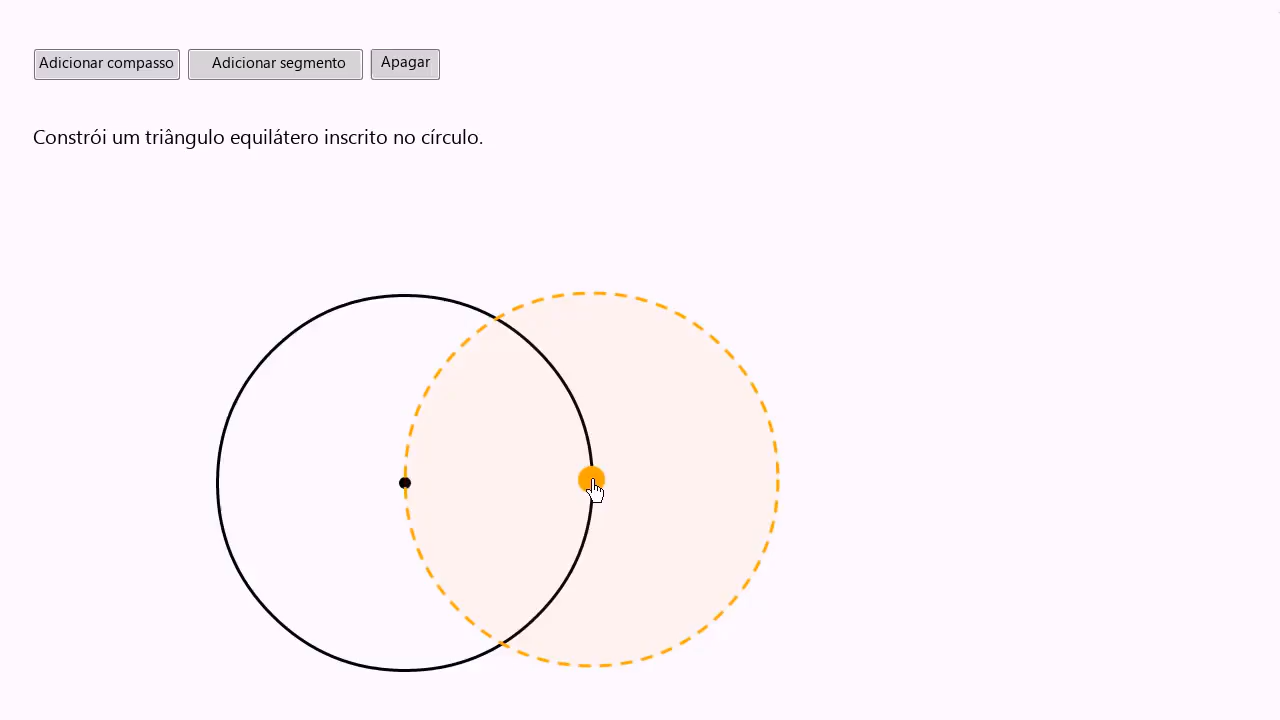 Adicionar compasso Adicionar segmento Apagar
Constrói um triângulo equilátero inscrito no círculo.